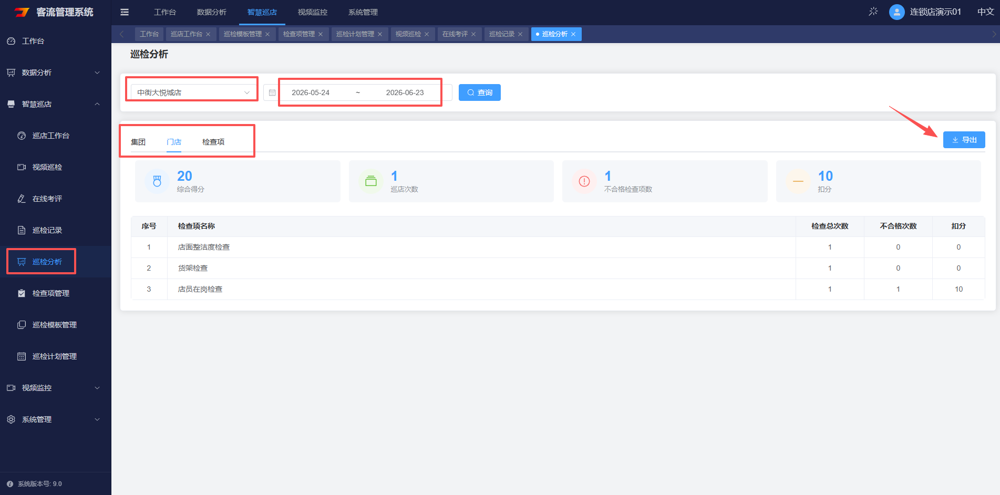 客流管理系统
工作台 数据分析 智慧巡店 视频监控 系统管理
连锁店演示01 中文
工作台 巡店工作台 巡检模板管理 检查项管理 巡检计划管理 视频巡检 在线考评 巡检记录 巡检分析
工作台
数据分析
智慧巡店
巡店工作台
视频巡检
在线考评
巡检记录
巡检分析
检查项管理
巡检模板管理
巡检计划管理
视频监控
系统管理
系统版本号: 9.0
巡检分析
中街大悦城店 2026-05-24 ~ 2026-06-23 查询
集团 门店 检查项 导出
20 综合得分
1 巡店次数
1 不合格检查项数
10 扣分
序号 检查项名称 检查总次数 不合格次数 扣分
1 店面整洁度检查 1 0 0
2 货架检查 1 0 0
3 店员在岗检查 1 1 10